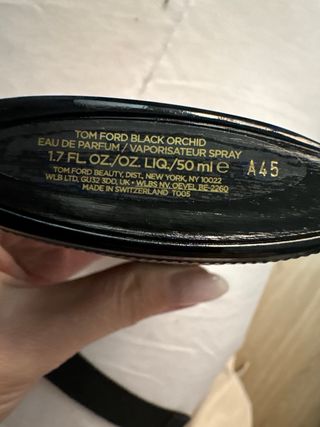 TOM FORD BLACK ORCHID
EAU DE PARFUM / VAPORISATEUR SPRAY
1.7 FL. OZ./OZ. LIQ./50 ml ℮ A45
TOM FORD BEAUTY, DIST., NEW YORK, NY 10022
WLB LTD, GU32 3DD, UK • WLBS NV, OEVEL BE-2260
MADE IN SWITZERLAND T005